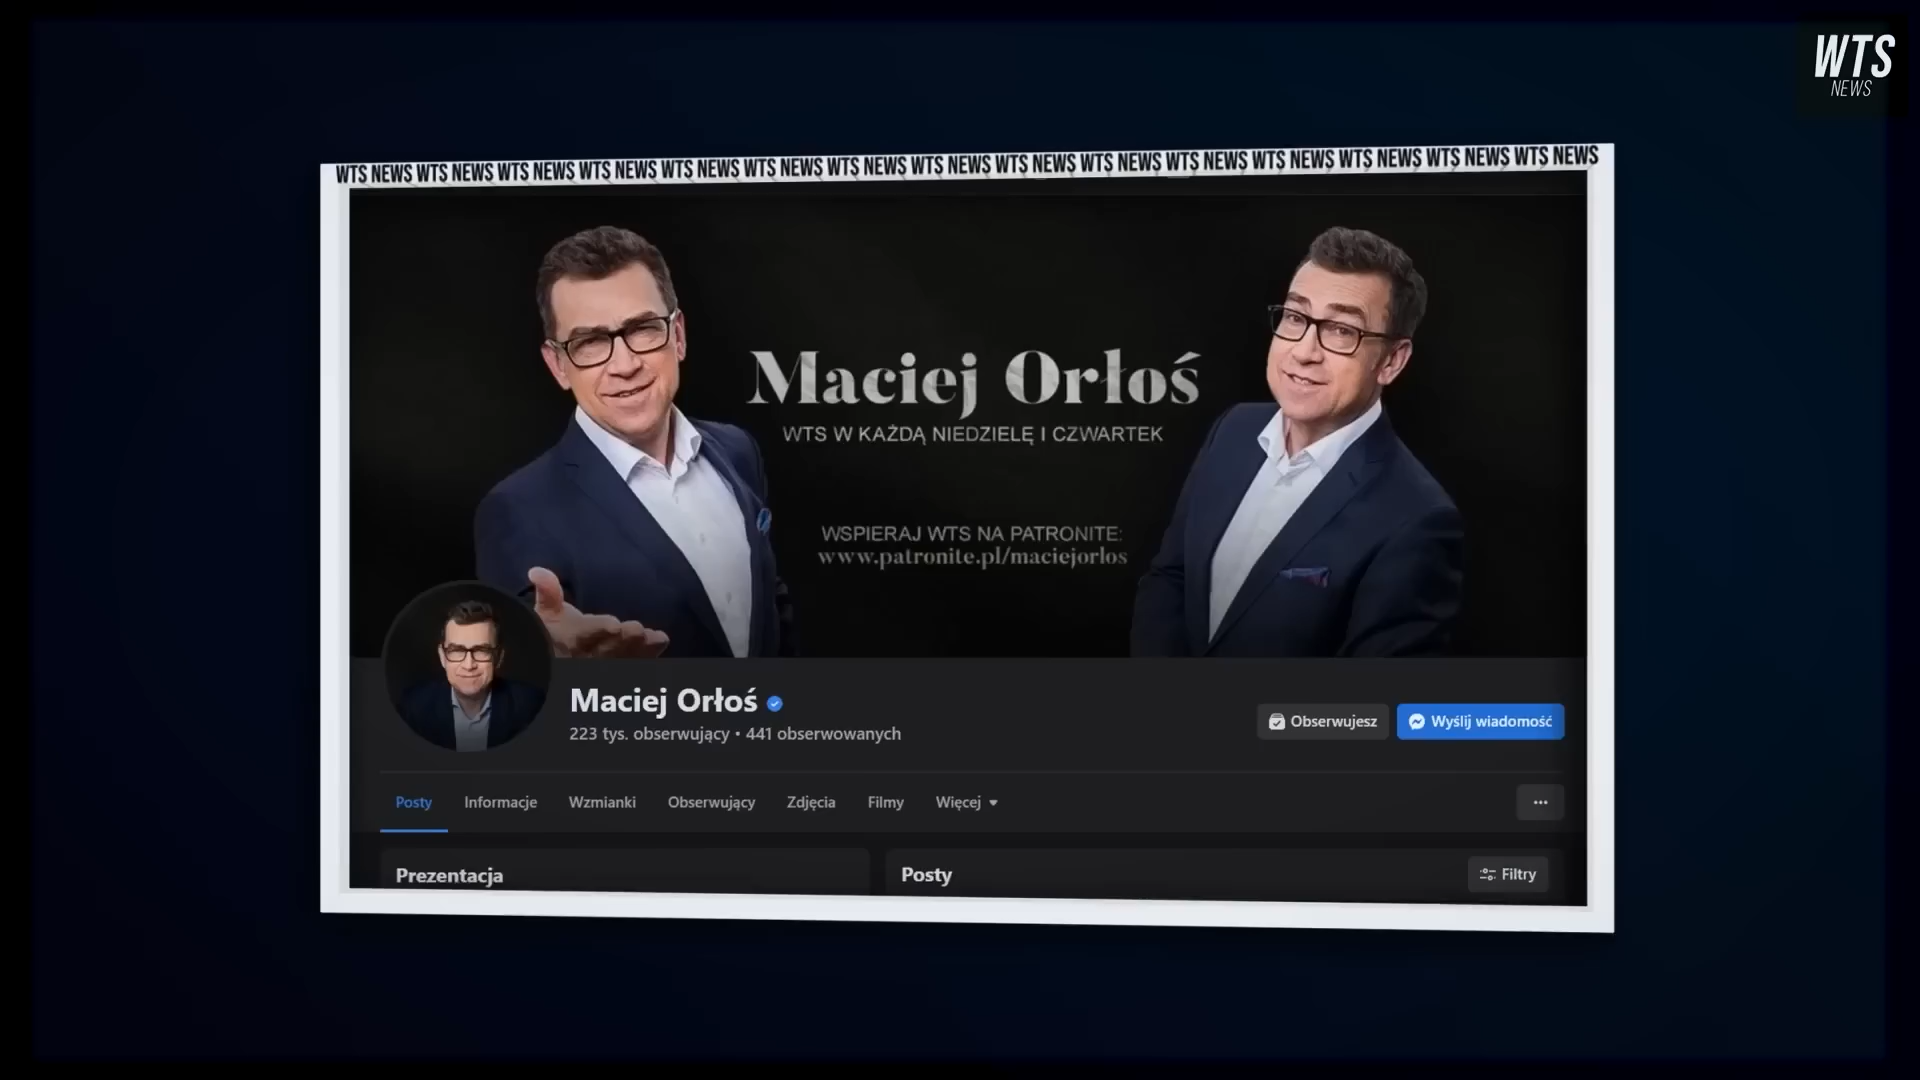 WTS
NEWS
WTS NEWS WTS NEWS WTS NEWS WTS NEWS WTS NEWS WTS NEWS WTS NEWS WTS NEWS WTS NEWS WTS NEWS WTS NEWS WTS NEWS WTS NEWS WTS NEWS WTS NEWS
Maciej Orłoś
WTS W KAŻDĄ NIEDZIELĘ I CZWARTEK
WSPIERAJ WTS NA PATRONITE:
www.patronite.pl/maciejorlos
Maciej Orłoś
223 tys. obserwujący • 441 obserwowanych
Obserwujesz
Wyślij wiadomość
Posty Informacje Wzmianki Obserwujący Zdjęcia Filmy Więcej
Prezentacja
Posty
Filtry